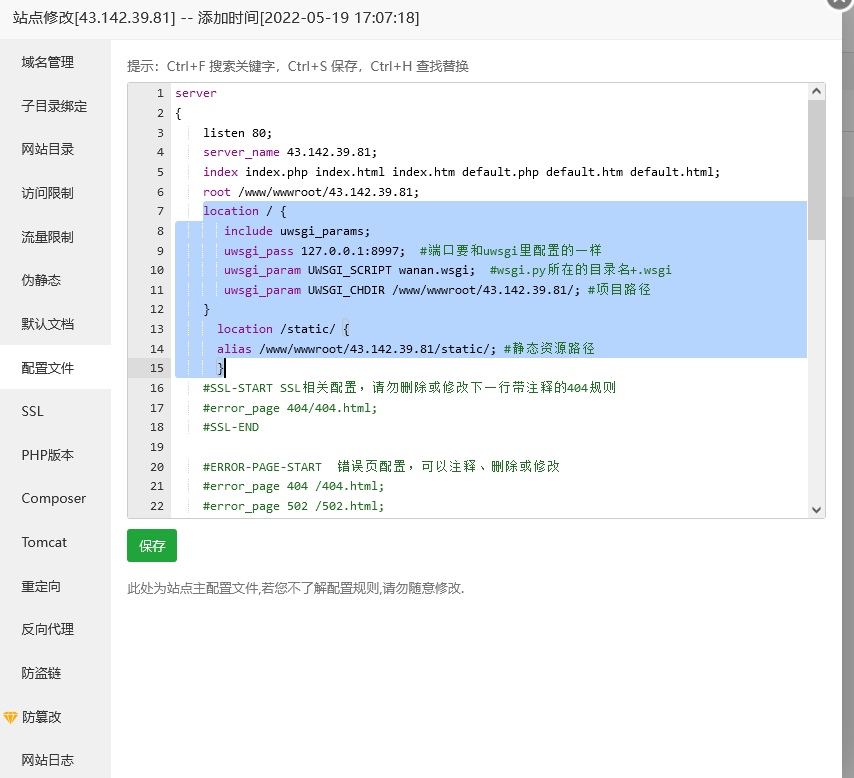 站点修改[43.142.39.81] -- 添加时间[2022-05-19 17:07:18]
域名管理
子目录绑定
网站目录
访问限制
流量限制
伪静态
默认文档
配置文件
SSL
PHP版本
Composer
Tomcat
重定向
反向代理
防盗链
防篡改
网站日志
提示：Ctrl+F 搜索关键字，Ctrl+S 保存，Ctrl+H 查找替换
1 server
2 {
3 listen 80;
4 server_name 43.142.39.81;
5 index index.php index.html index.htm default.php default.htm default.html;
6 root /www/wwwroot/43.142.39.81;
7 location / {
8 include uwsgi_params;
9 uwsgi_pass 127.0.0.1:8997;  #端口要和uwsgi里配置的一样
10 uwsgi_param UWSGI_SCRIPT wanan.wsgi;  #wsgi.py所在的目录名+.wsgi
11 uwsgi_param UWSGI_CHDIR /www/wwwroot/43.142.39.81/; #项目路径
12 }
13 location /static/ {
14 alias /www/wwwroot/43.142.39.81/static/; #静态资源路径
15 }
16 #SSL-START SSL相关配置，请勿删除或修改下一行带注释的404规则
17 #error_page 404/404.html;
18 #SSL-END
19
20 #ERROR-PAGE-START  错误页配置，可以注释、删除或修改
21 #error_page 404 /404.html;
22 #error_page 502 /502.html;
保存
此处为站点主配置文件,若您不了解配置规则,请勿随意修改.